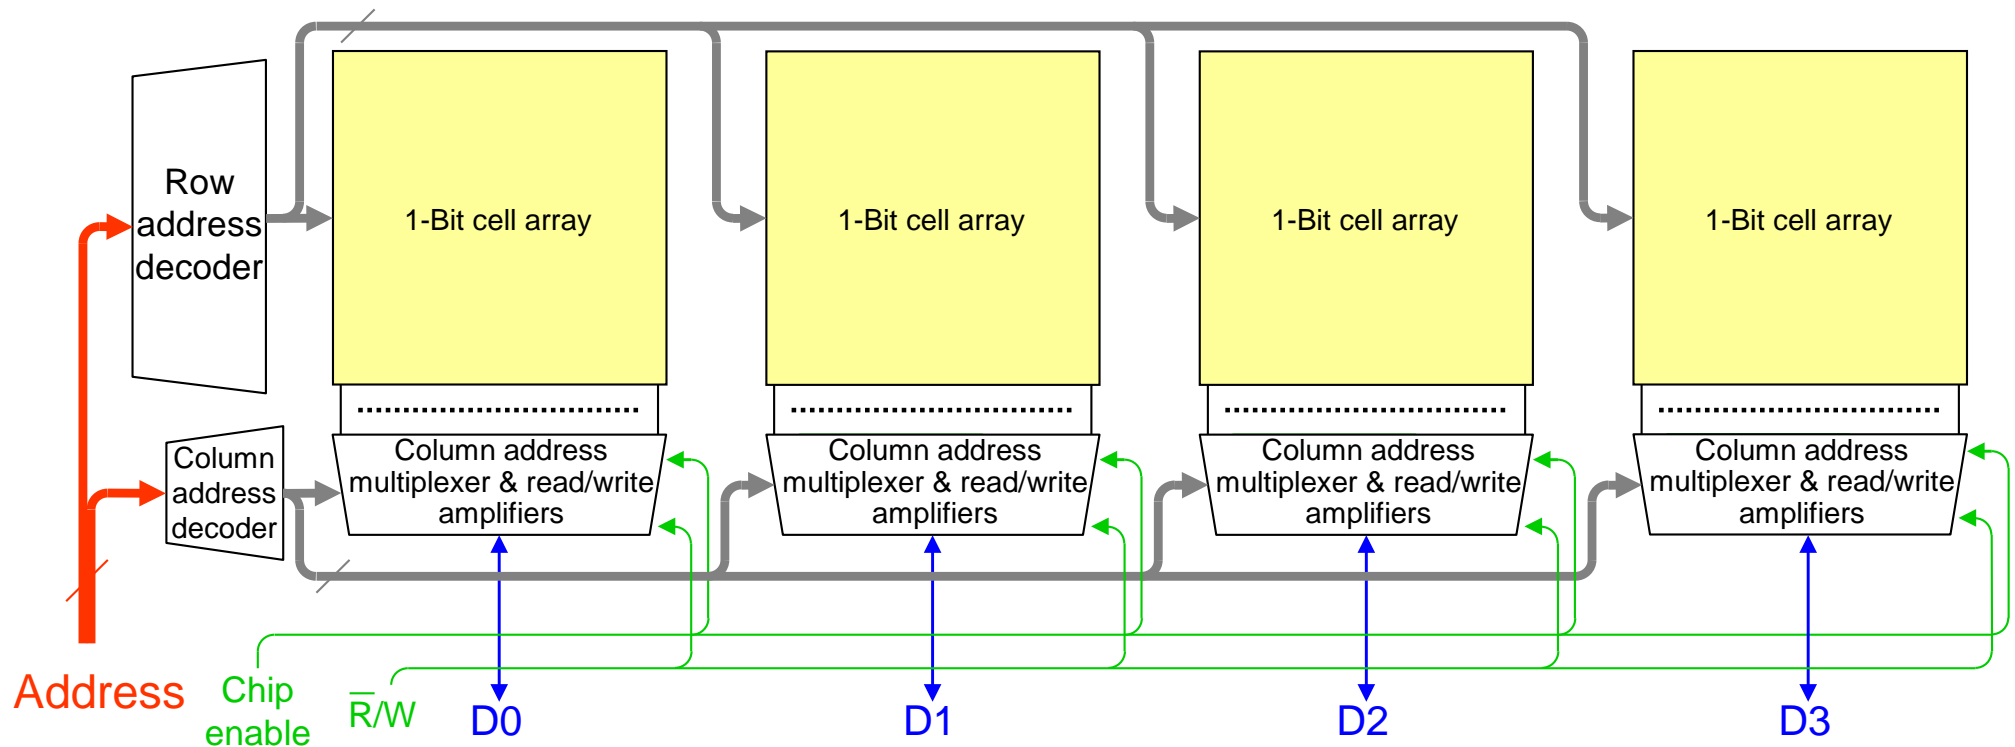 Row
address
decoder
1-Bit cell array
1-Bit cell array
1-Bit cell array
1-Bit cell array
Column
address
decoder
Column address
multiplexer & read/write
amplifiers
Column address
multiplexer & read/write
amplifiers
Column address
multiplexer & read/write
amplifiers
Column address
multiplexer & read/write
amplifiers
Address
Chip
enable
R̅/W
D0
D1
D2
D3